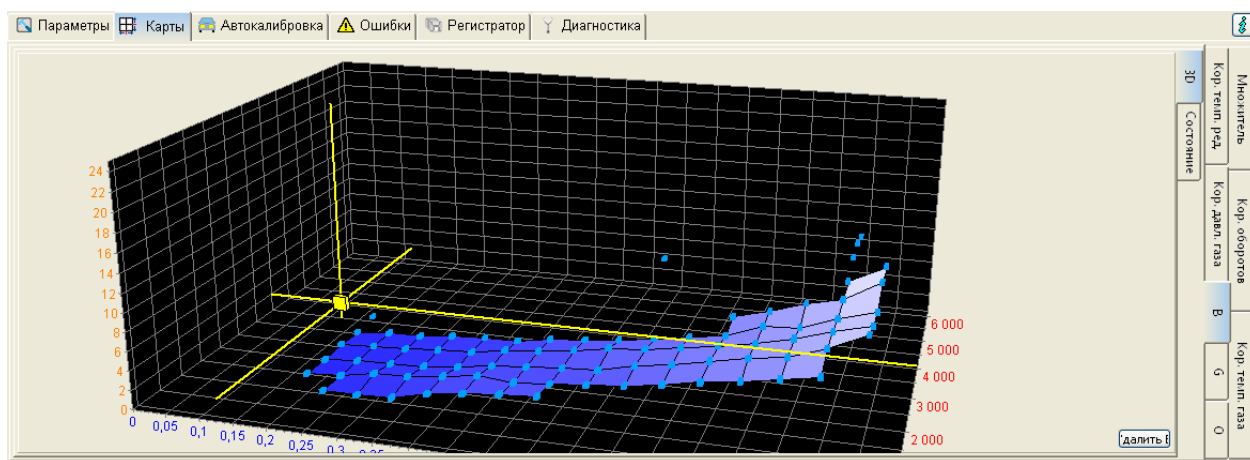 Параметры Карты Автокалибровка Ошибки Регистратор Диагностика
3D
Состояние
Кор. темп. ред.
Кор. давл. газа
B
G
O
Множитель
Кор. оборотов
Кор. темп. газа
24
22
20
18
16
14
12
10
8
6
4
2
0
0 0,05 0,1 0,15 0,2 0,25 0,3
6 000
5 000
4 000
3 000
2 000
далить